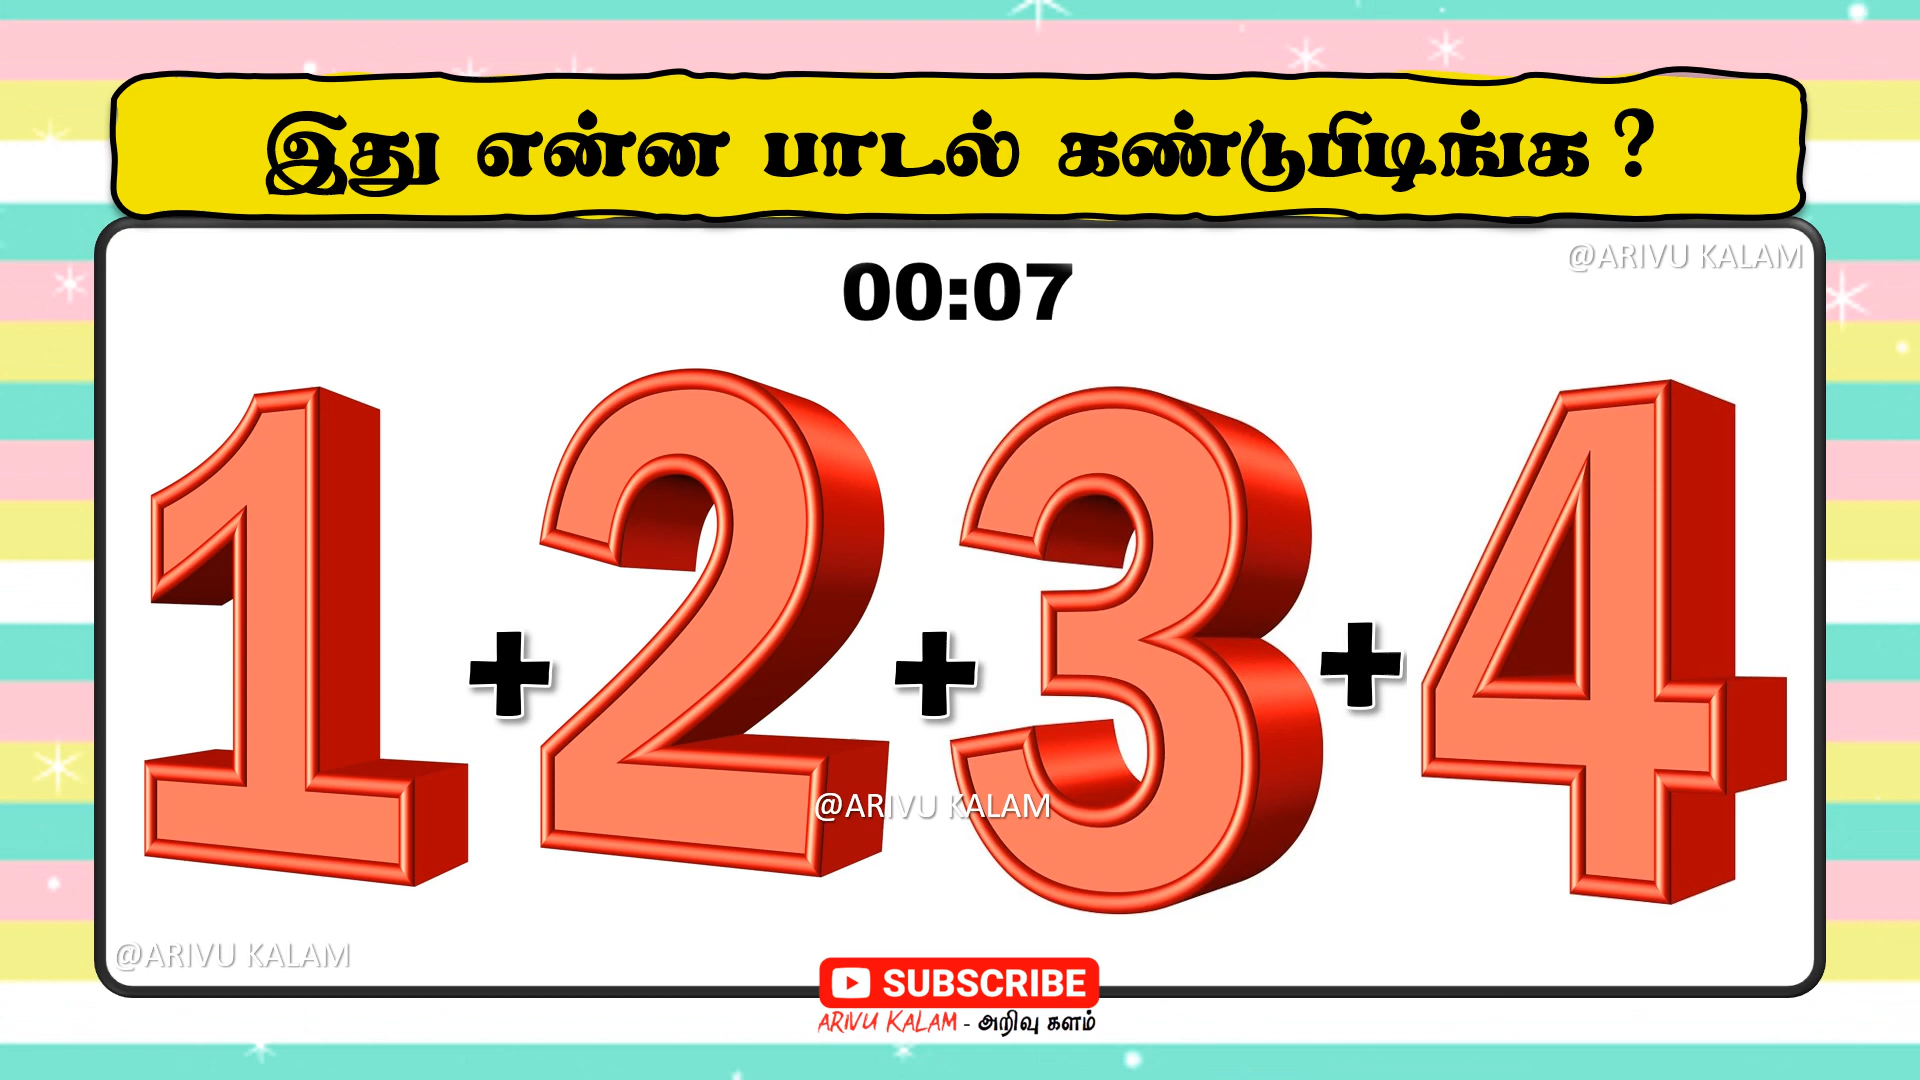 இது என்ன பாடல் கண்டுபிடிங்க ?
@ARIVU KALAM
00:07
1 + 2 + 3 + 4
@ARIVU KALAM
@ARIVU KALAM
SUBSCRIBE
ARIVU KALAM - அறிவு களம்